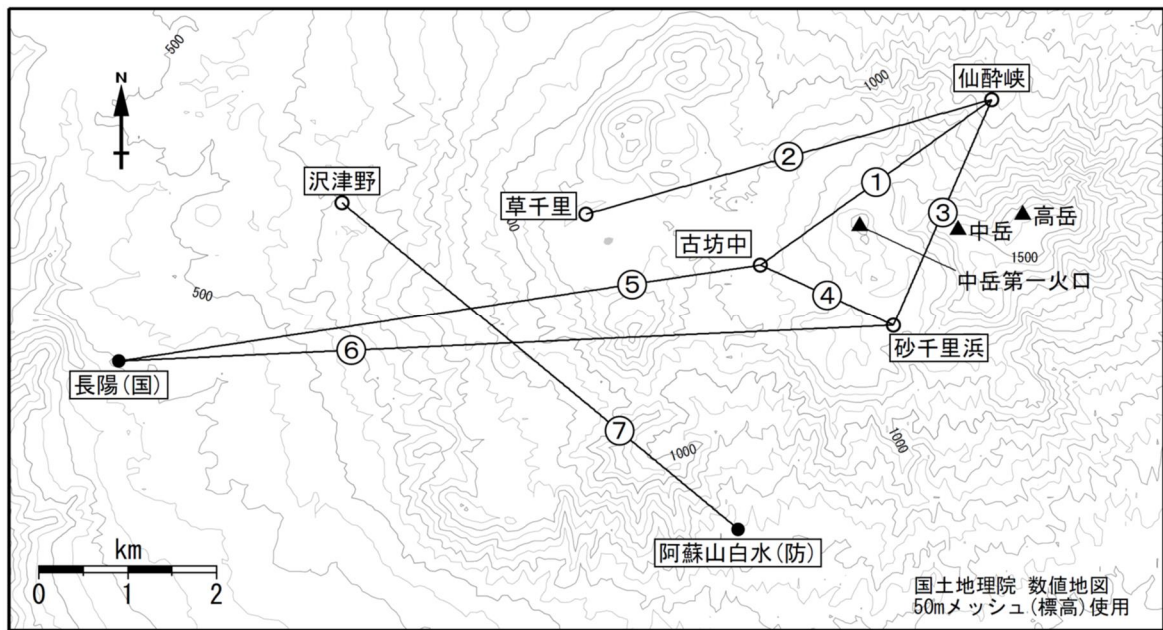 500
N
1000
仙酔峡
沢津野
②
①
草千里
③
高岳
中岳
古坊中
1500
500
⑤
④
中岳第一火口
⑥
砂千里浜
長陽(国)
⑦
1000
1000
阿蘇山白水(防)
km
0 1 2
国土地理院 数値地図
50mメッシュ(標高)使用